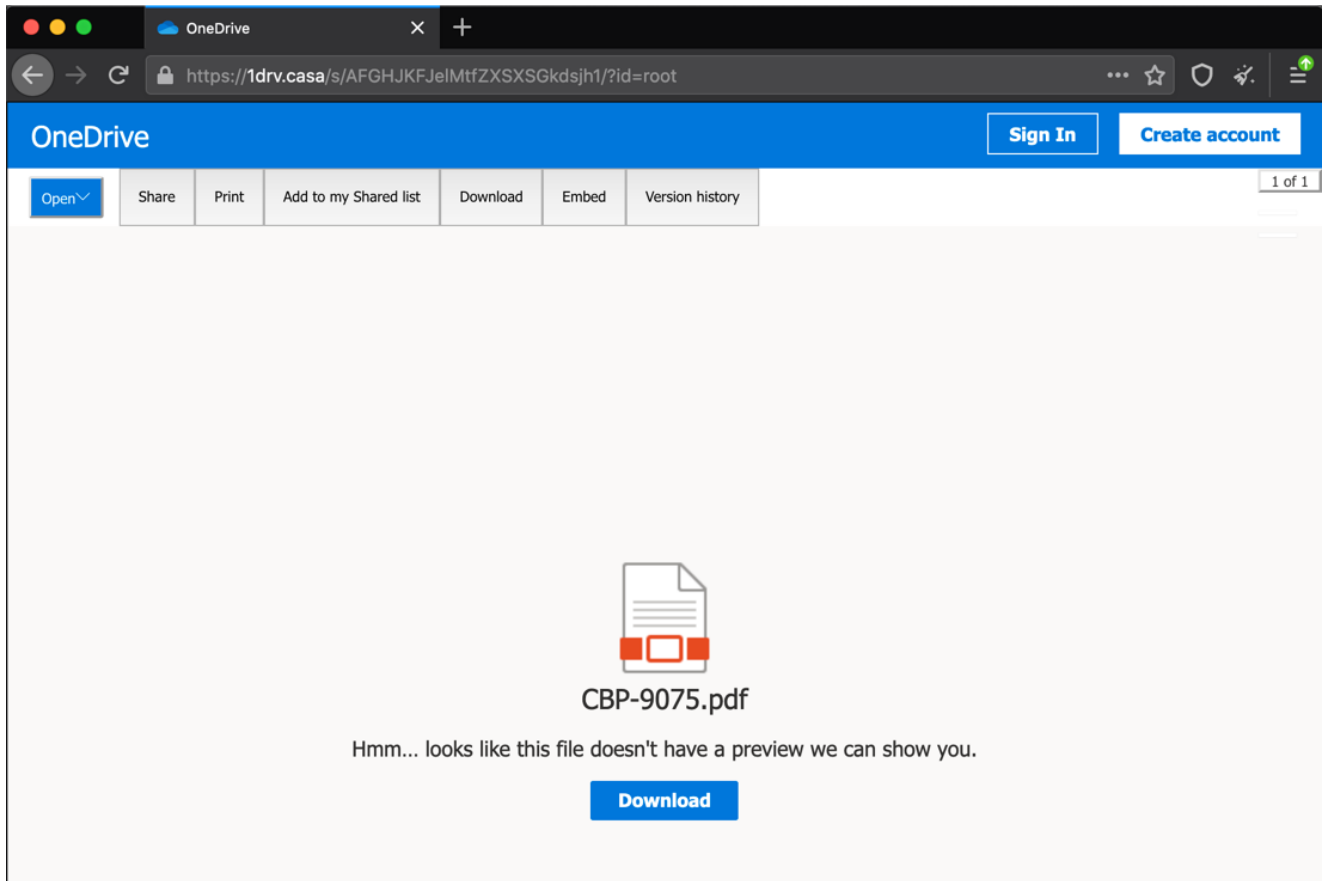 OneDrive
https://1drv.casa/s/AFGHJKFJelMtfZXSXSGkdsjh1/?id=root
OneDrive
Sign In
Create account
Open
Share
Print
Add to my Shared list
Download
Embed
Version history
1 of 1
CBP-9075.pdf
Hmm... looks like this file doesn't have a preview we can show you.
Download